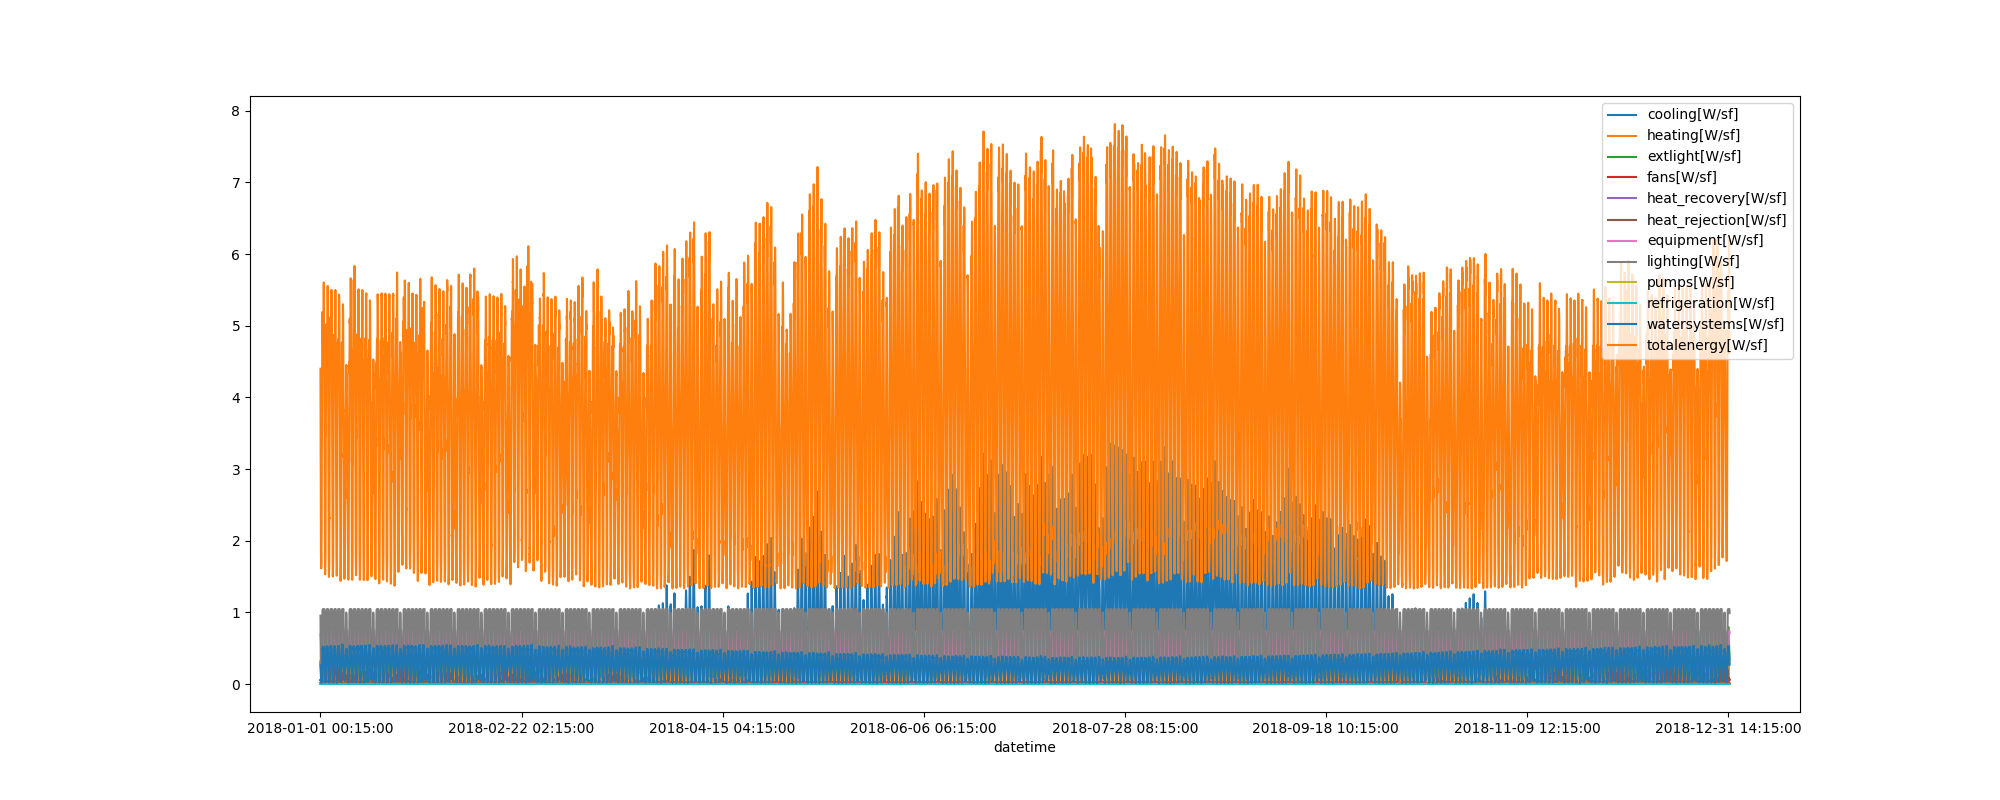 8
7
6
5
4
3
2
1
0
cooling[W/sf]
heating[W/sf]
extlight[W/sf]
fans[W/sf]
heat_recovery[W/sf]
heat_rejection[W/sf]
equipment[W/sf]
lighting[W/sf]
pumps[W/sf]
refrigeration[W/sf]
watersystems[W/sf]
totalenergy[W/sf]
2018-01-01 00:15:00 2018-02-22 02:15:00 2018-04-15 04:15:00 2018-06-06 06:15:00 2018-07-28 08:15:00 2018-09-18 10:15:00 2018-11-09 12:15:00 2018-12-31 14:15:00
datetime